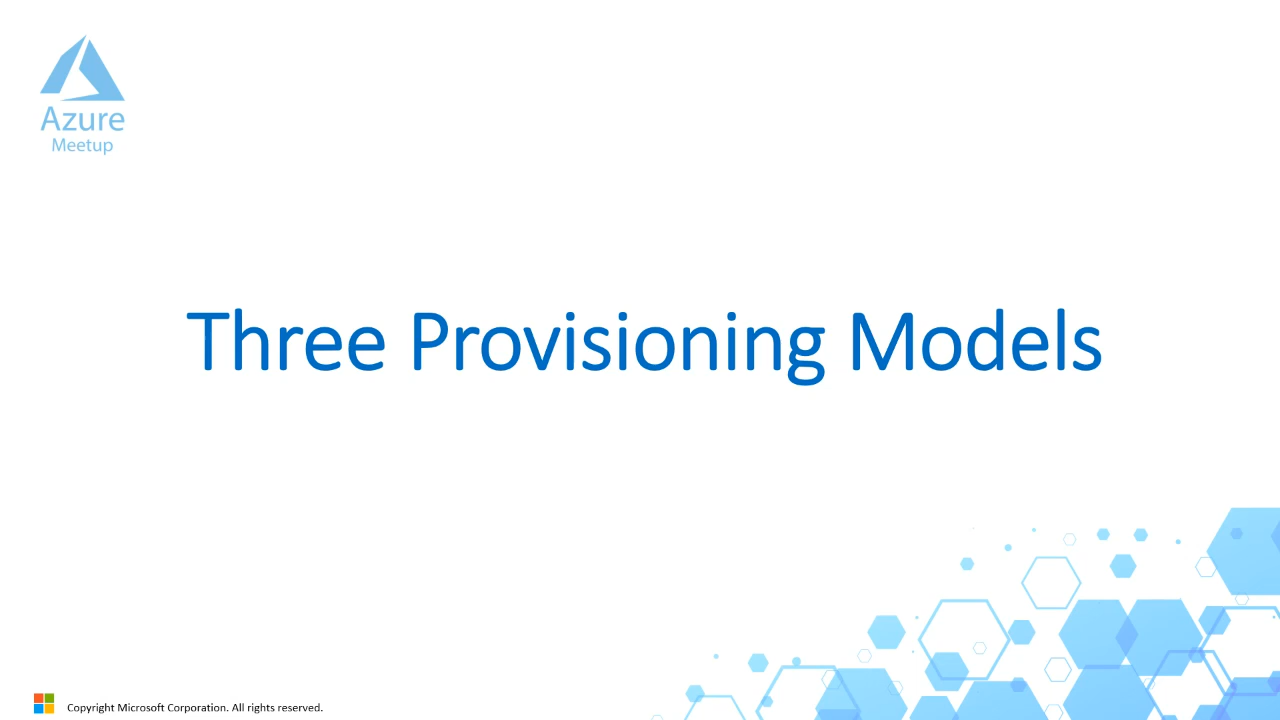 Azure
Meetup
Three Provisioning Models
Copyright Microsoft Corporation. All rights reserved.